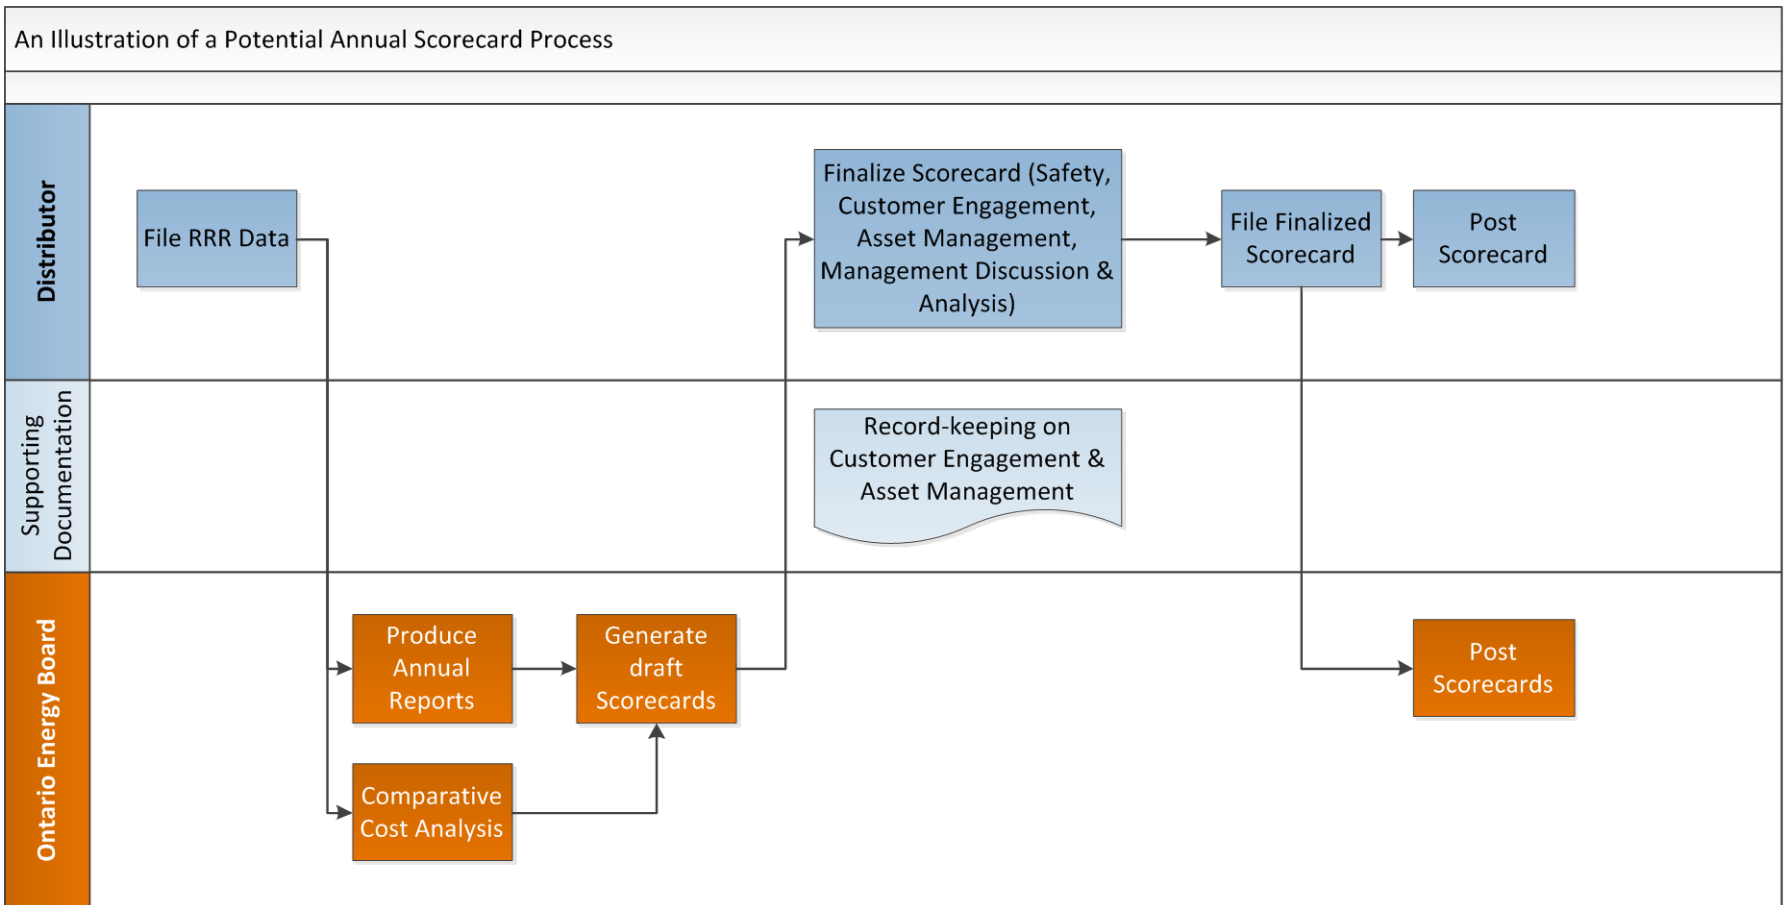 An Illustration of a Potential Annual Scorecard Process
Distributor
File RRR Data
Finalize Scorecard (Safety,
Customer Engagement,
Asset Management,
Management Discussion &
Analysis)
File Finalized
Scorecard
Post
Scorecard
Supporting
Documentation
Record-keeping on
Customer Engagement &
Asset Management
Ontario Energy Board
Produce
Annual
Reports
Generate
draft
Scorecards
Post
Scorecards
Comparative
Cost Analysis